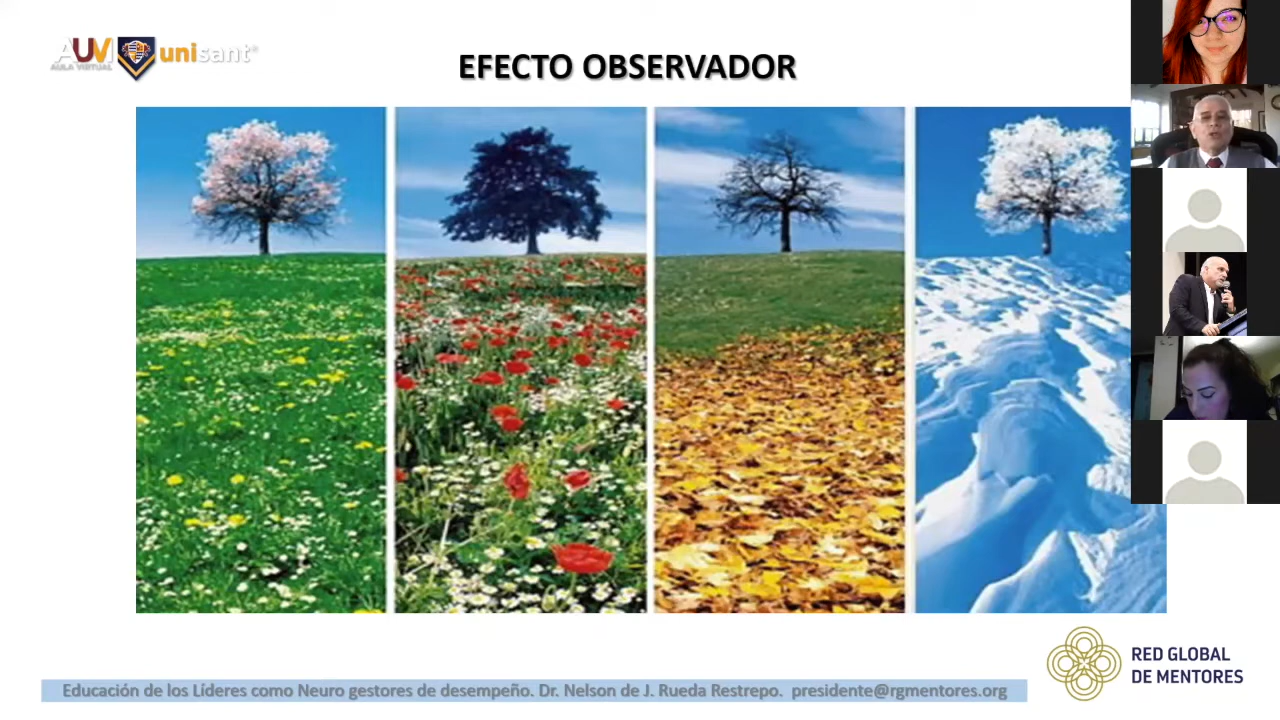 AUV
AULA VIRTUAL
unisant®
EFECTO OBSERVADOR
RED GLOBAL
DE MENTORES
Educación de los Líderes como Neuro gestores de desempeño. Dr. Nelson de J. Rueda Restrepo. presidente@rgmentores.org